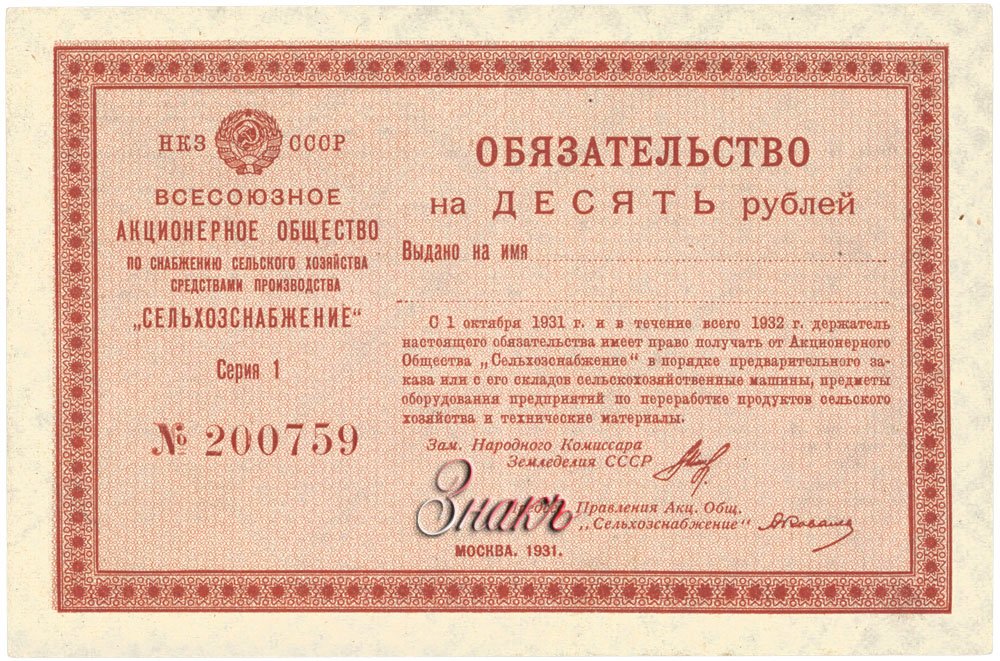 НКЗ СССР
ВСЕСОЮЗНОЕ
АКЦИОНЕРНОЕ ОБЩЕСТВО
ПО СНАБЖЕНИЮ СЕЛЬСКОГО ХОЗЯЙСТВА
СРЕДСТВАМИ ПРОИЗВОДСТВА
„СЕЛЬХОЗСНАБЖЕНИЕ“
Серия 1
№ 200759
ОБЯЗАТЕЛЬСТВО
на ДЕСЯТЬ рублей
Выдано на имя
С 1 октября 1931 г. и в течение всего 1932 г. держатель
настоящего обязательства имеет право получать от Акционерного
Общества „Сельхозснабжение“ в порядке предварительного за-
каза или с его складов сельскохозяйственные машины, предметы
оборудования предприятий по переработке продуктов сельского
хозяйства и технические материалы.
Зам. Народного Комиссара
Земледелия СССР
Знакъ
Правления Акц. Общ.
„Сельхозснабжение“
МОСКВА. 1931.